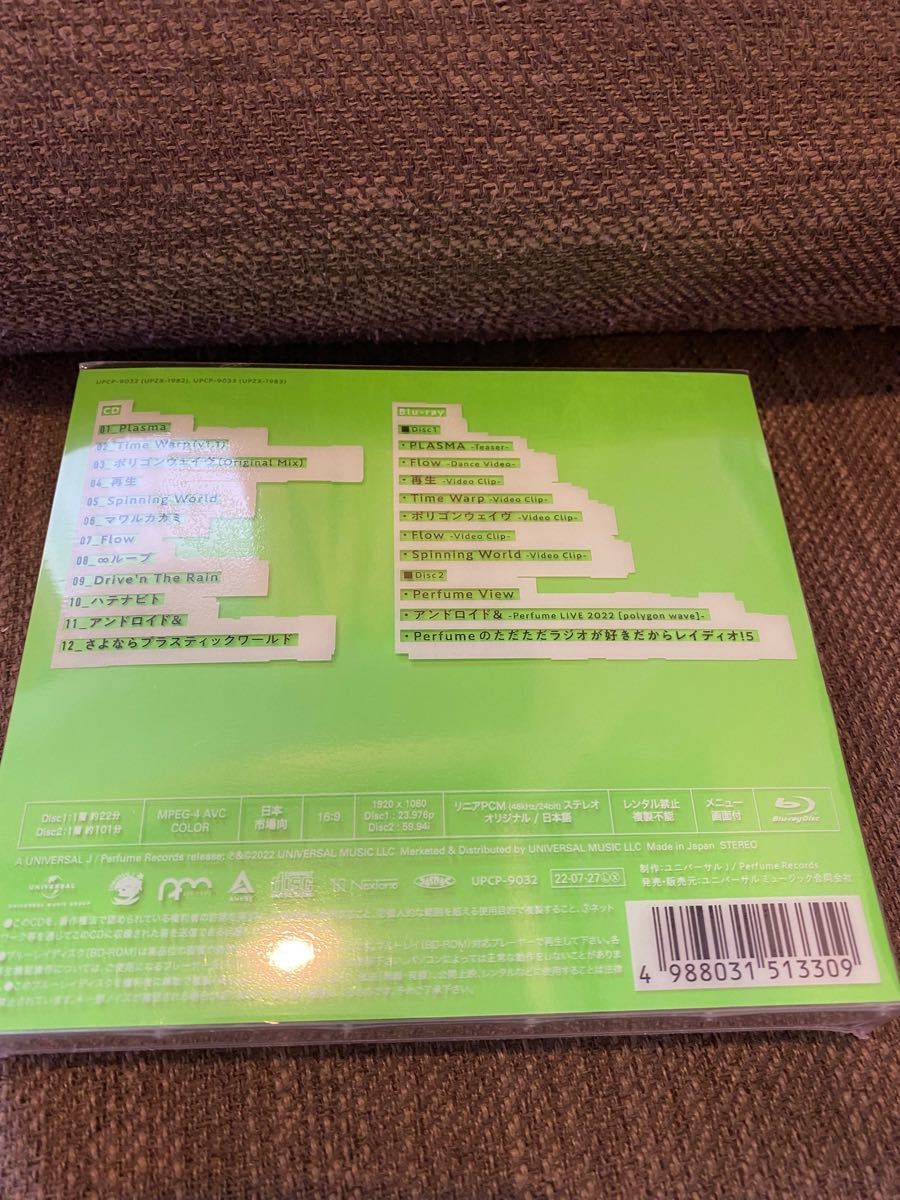 UPCP-9032 (UPZX-1982), UPCP-9033 (UPZX-1983)
CD
01_Plasma
02_Time Warp(v1.1)
03_ポリゴンウェイヴ(Original Mix)
04_再生
05_Spinning World
06_マワルカガミ
07_Flow
08_∞ループ
09_Drive'n The Rain
10_ハテナビト
11_アンドロイド&
12_さよならプラスティックワールド
Blu-ray
■Disc1
・PLASMA -Teaser-
・Flow -Dance Video-
・再生 -Video Clip-
・Time Warp -Video Clip-
・ポリゴンウェイヴ -Video Clip-
・Flow -Video Clip-
・Spinning World -Video Clip-
■Disc2
・Perfume View
・アンドロイド& -Perfume LIVE 2022 [polygon wave]-
・Perfumeのただただラジオが好きだからレイディオ!5
Disc1:1層 約22分
Disc2:1層 約101分
MPEG-4 AVC
COLOR
日本
市場向
16:9
1920 x 1080
Disc1 : 23.976p
Disc2 : 59.94i
リニアPCM (48kHz/24bit) ステレオ
オリジナル / 日本語
レンタル禁止
複製不能
メニュー
画面付
Blu-ray Disc
A UNIVERSAL J / Perfume Records release; ℗&©2022 UNIVERSAL MUSIC LLC Marketed & Distributed by UNIVERSAL MUSIC LLC Made in Japan STEREO
UNIVERSAL
UNIVERSAL MUSIC GROUP
AMUSE
Nextone
JASRAC
UPCP-9032
22-07-27
制作:ユニバーサルJ / Perfume Records
発売・販売元:ユニバーサル ミュージック合同会社
4 988031 513309